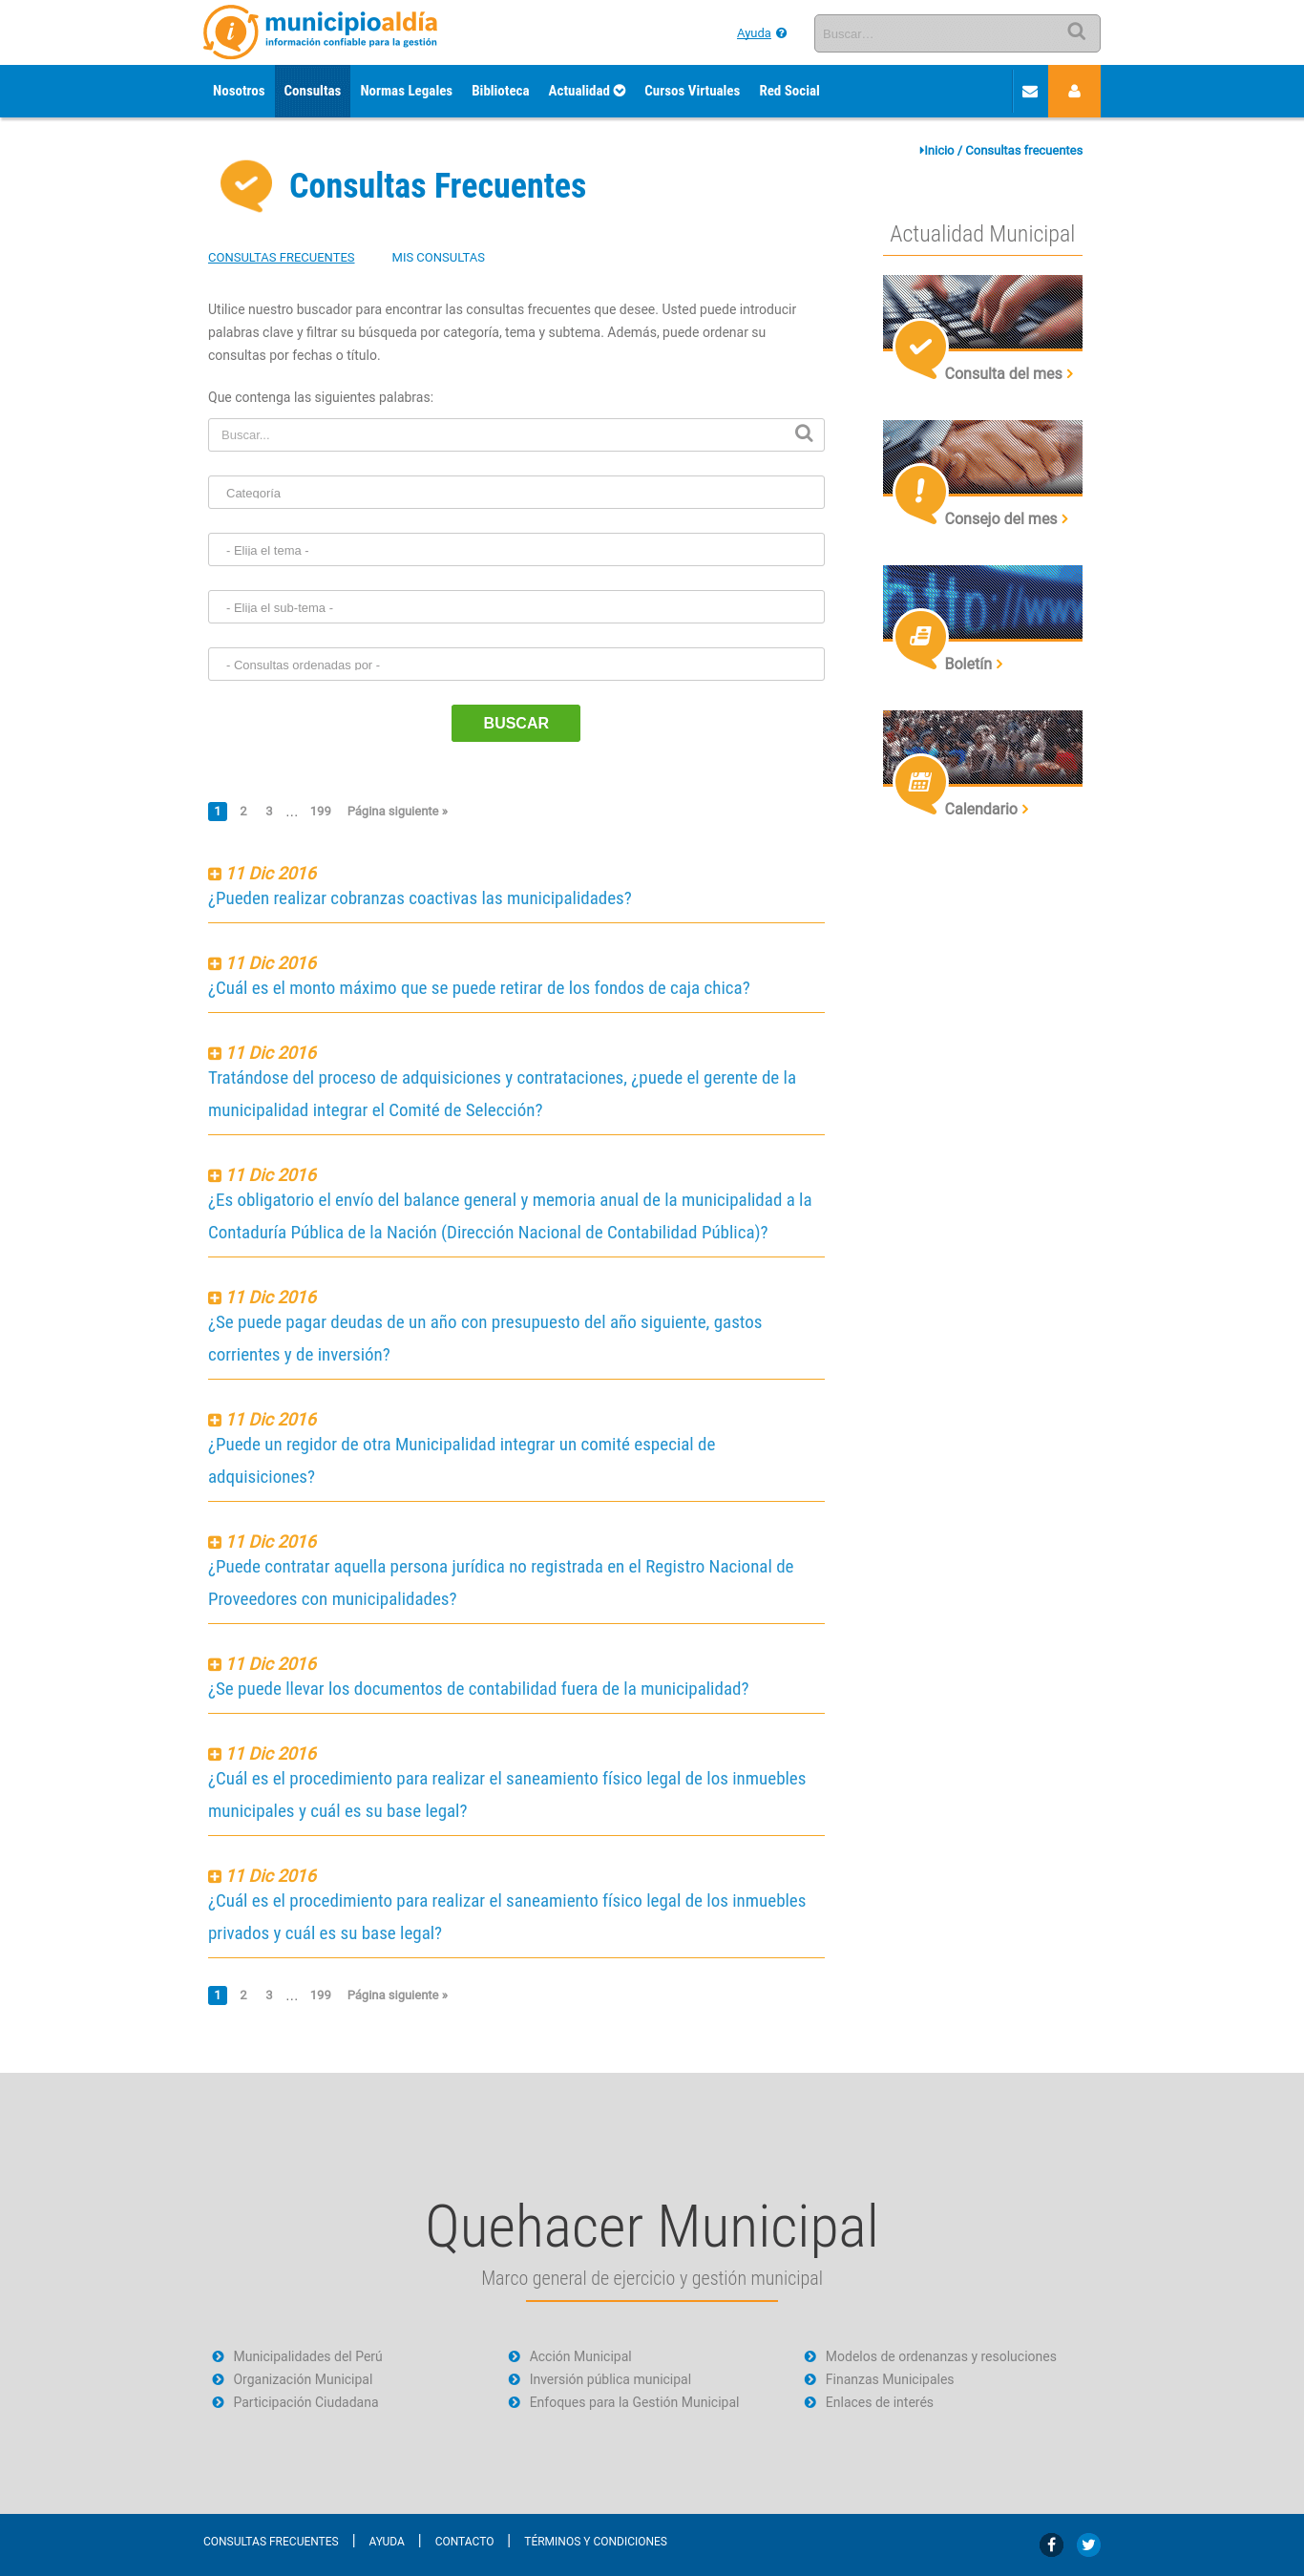 municipioaldía
información confiable para la gestión
Ayuda
Buscar...
Nosotros
Consultas
Normas Legales
Biblioteca
Actualidad
Cursos Virtuales
Red Social
Inicio / Consultas frecuentes
Consultas Frecuentes
CONSULTAS FRECUENTES
MIS CONSULTAS
Utilice nuestro buscador para encontrar las consultas frecuentes que desee. Usted puede introducir
palabras clave y filtrar su búsqueda por categoría, tema y subtema. Además, puede ordenar su
consultas por fechas o título.
Que contenga las siguientes palabras:
Buscar...
Categoría
- Elija el tema -
- Elija el sub-tema -
- Consultas ordenadas por -
BUSCAR
1 2 3 ... 199 Página siguiente »
11 Dic 2016
¿Pueden realizar cobranzas coactivas las municipalidades?
11 Dic 2016
¿Cuál es el monto máximo que se puede retirar de los fondos de caja chica?
11 Dic 2016
Tratándose del proceso de adquisiciones y contrataciones, ¿puede el gerente de la
municipalidad integrar el Comité de Selección?
11 Dic 2016
¿Es obligatorio el envío del balance general y memoria anual de la municipalidad a la
Contaduría Pública de la Nación (Dirección Nacional de Contabilidad Pública)?
11 Dic 2016
¿Se puede pagar deudas de un año con presupuesto del año siguiente, gastos
corrientes y de inversión?
11 Dic 2016
¿Puede un regidor de otra Municipalidad integrar un comité especial de
adquisiciones?
11 Dic 2016
¿Puede contratar aquella persona jurídica no registrada en el Registro Nacional de
Proveedores con municipalidades?
11 Dic 2016
¿Se puede llevar los documentos de contabilidad fuera de la municipalidad?
11 Dic 2016
¿Cuál es el procedimiento para realizar el saneamiento físico legal de los inmuebles
municipales y cuál es su base legal?
11 Dic 2016
¿Cuál es el procedimiento para realizar el saneamiento físico legal de los inmuebles
privados y cuál es su base legal?
1 2 3 ... 199 Página siguiente »
Actualidad Municipal
Consulta del mes
Consejo del mes
http://www
Boletín
Calendario
Quehacer Municipal
Marco general de ejercicio y gestión municipal
Municipalidades del Perú
Organización Municipal
Participación Ciudadana
Acción Municipal
Inversión pública municipal
Enfoques para la Gestión Municipal
Modelos de ordenanzas y resoluciones
Finanzas Municipales
Enlaces de interés
CONSULTAS FRECUENTES
AYUDA
CONTACTO
TÉRMINOS Y CONDICIONES